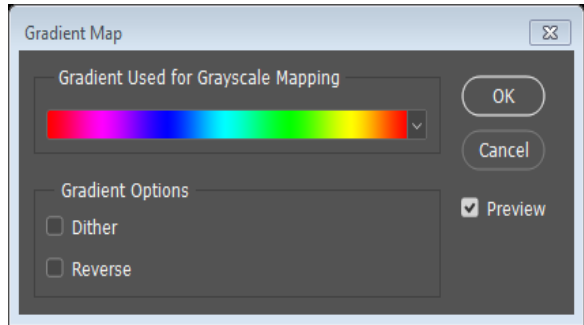 Gradient Map
Gradient Used for Grayscale Mapping
OK
Cancel
Gradient Options
Preview
Dither
Reverse